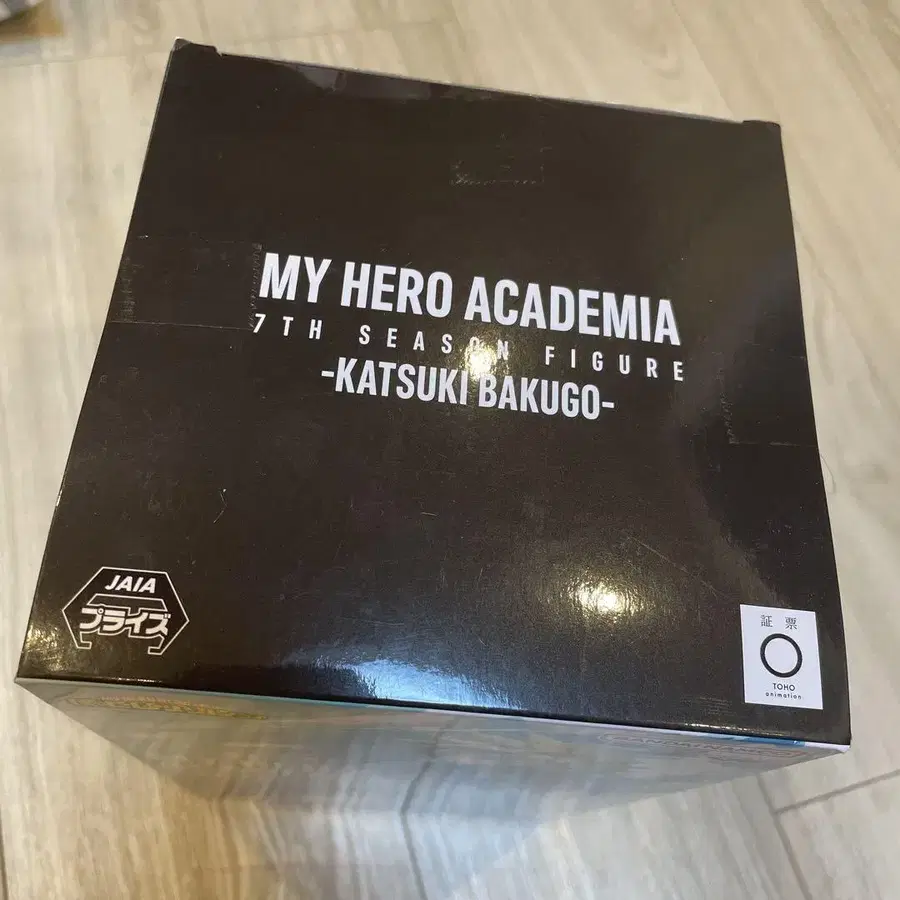 MY HERO ACADEMIA
7TH SEASON FIGURE
-KATSUKI BAKUGO-
JAIA
プライズ
証票
TOHO
animation